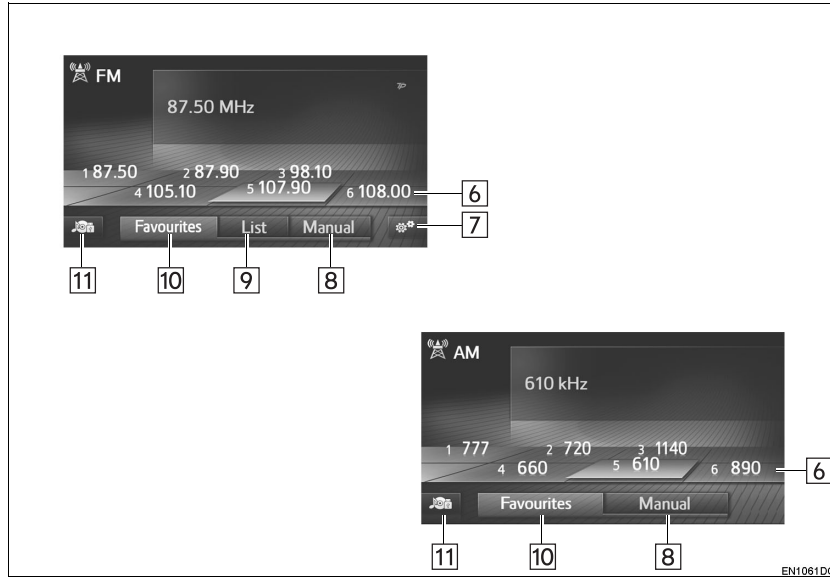 FM
87.50 MHz
TP
1 87.50 2 87.90 3 98.10
4 105.10 5 107.90 6 108.00
6
7
Favourites List Manual
11 10 9 8
AM
610 kHz
1 777 2 720 3 1140
4 660 5 610 6 890
6
Favourites Manual
11 10 8